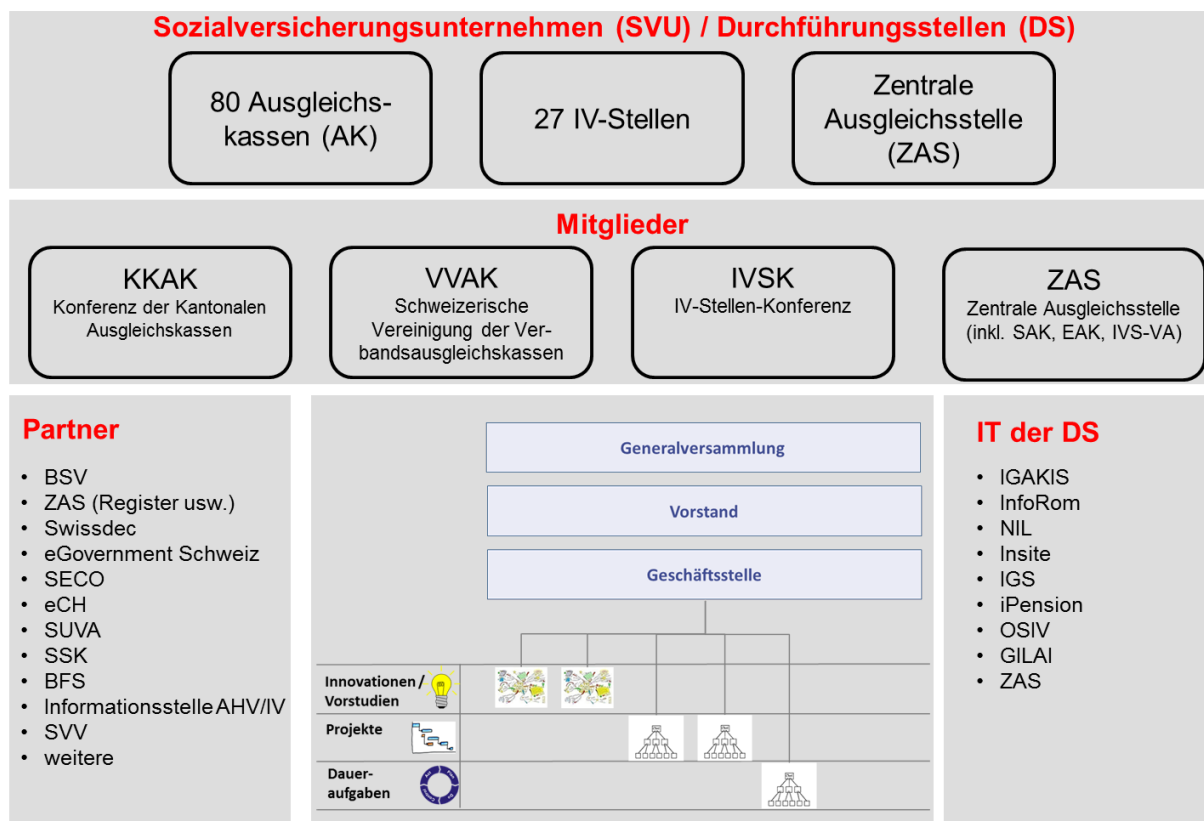 Sozialversicherungsunternehmen (SVU) / Durchführungsstellen (DS)
80 Ausgleichs-
kassen (AK)
27 IV-Stellen
Zentrale
Ausgleichsstelle
(ZAS)
Mitglieder
KKAK
Konferenz der Kantonalen
Ausgleichskassen
VVAK
Schweizerische
Vereinigung der Ver-
bandsausgleichskassen
IVSK
IV-Stellen-Konferenz
ZAS
Zentrale Ausgleichsstelle
(inkl. SAK, EAK, IVS-VA)
Partner
• BSV
• ZAS (Register usw.)
• Swissdec
• eGovernment Schweiz
• SECO
• eCH
• SUVA
• SSK
• BFS
• Informationsstelle AHV/IV
• SVV
• weitere
Generalversammlung
Vorstand
Geschäftsstelle
Innovationen /
Vorstudien
Projekte
Dauer-
aufgaben
IT der DS
• IGAKIS
• InfoRom
• NIL
• Insite
• IGS
• iPension
• OSIV
• GILAI
• ZAS